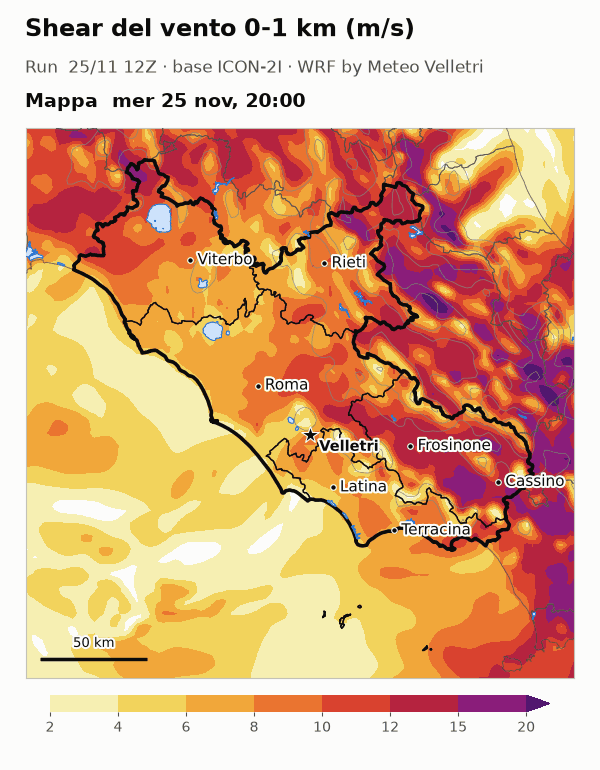 Shear del vento 0-1 km (m/s)
Run 25/11 12Z · base ICON-2I · WRF by Meteo Velletri
Mappa mer 25 nov, 20:00
Viterbo
Rieti
Roma
Velletri
Frosinone
Cassino
Latina
Terracina
50 km
2 4 6 8 10 12 15 20